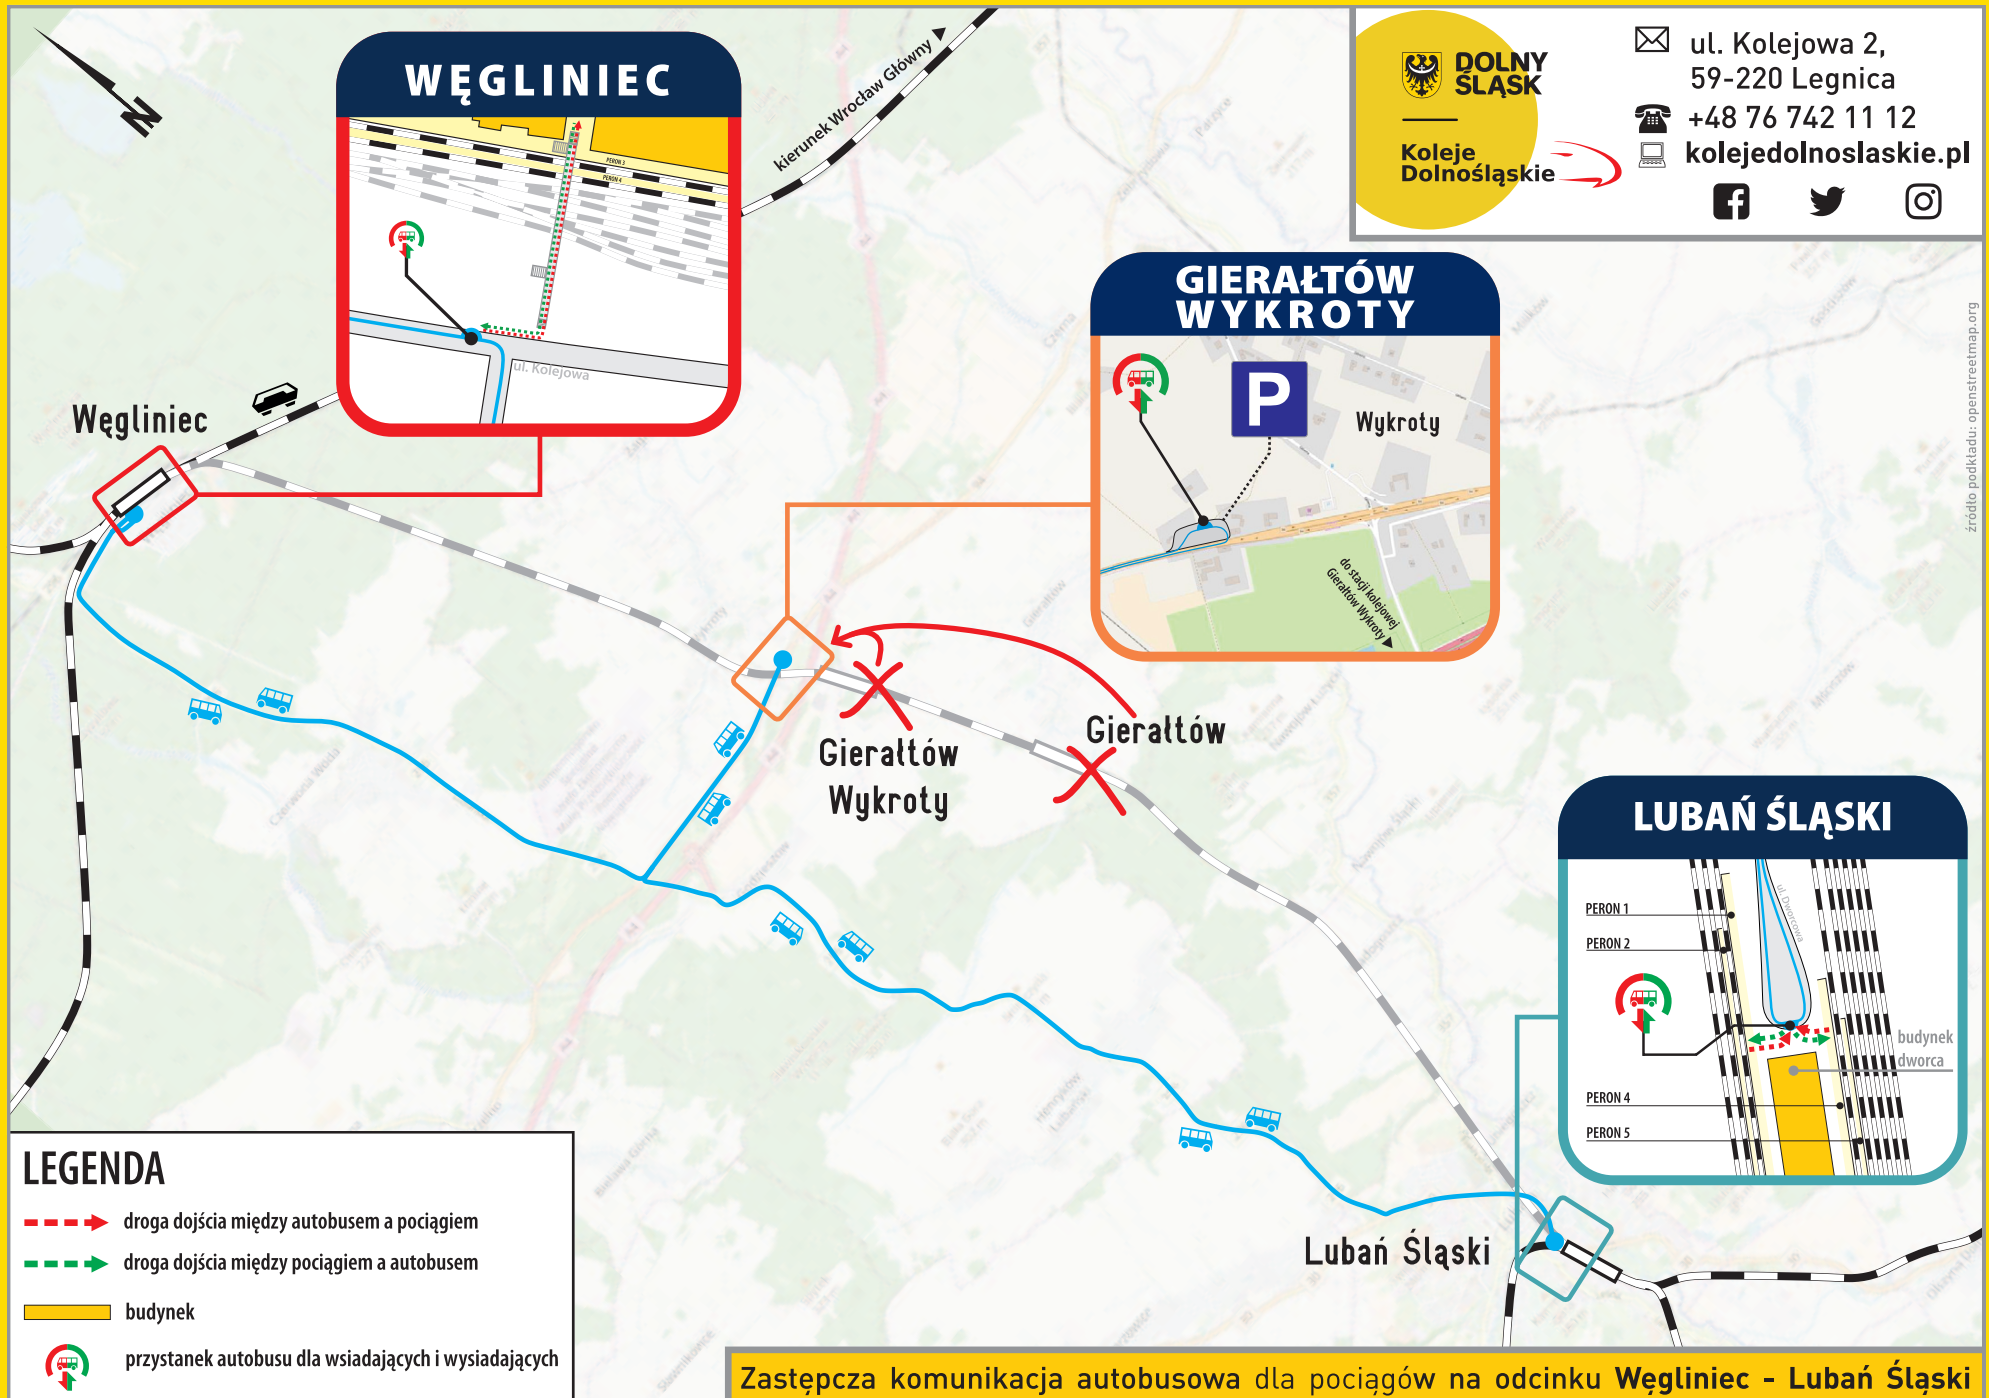 N
WĘGLINIEC
PERON 3
PERON 4
ul. Kolejowa
kierunek Wrocław Główny
DOLNY
ŚLĄSK
Koleje
Dolnośląskie
ul. Kolejowa 2,
59-220 Legnica
+48 76 742 11 12
kolejedolnoslaskie.pl
GIERAŁTÓW
WYKROTY
P
Wykroty
do stacji kolejowej
Gierałtów Wykroty
źródło podkładu: openstreetmap.org
Węgliniec
Gierałtów
Wykroty
Gierałtów
LUBAŃ ŚLĄSKI
ul. Dworcowa
PERON 1
PERON 2
budynek
dworca
PERON 4
PERON 5
Lubań Śląski
LEGENDA
droga dojścia między autobusem a pociągiem
droga dojścia między pociągiem a autobusem
budynek
przystanek autobusu dla wsiadających i wysiadających
Zastępcza komunikacja autobusowa dla pociągów na odcinku Węgliniec - Lubań Śląski